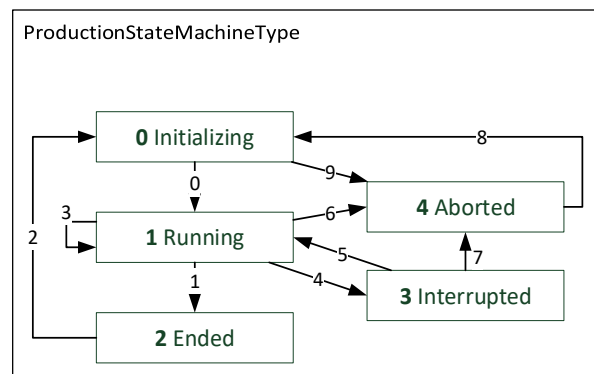 ProductionStateMachineType
0 Initializing
8
0
9
3
6
4 Aborted
1 Running
2
5
7
1
4
3 Interrupted
2 Ended